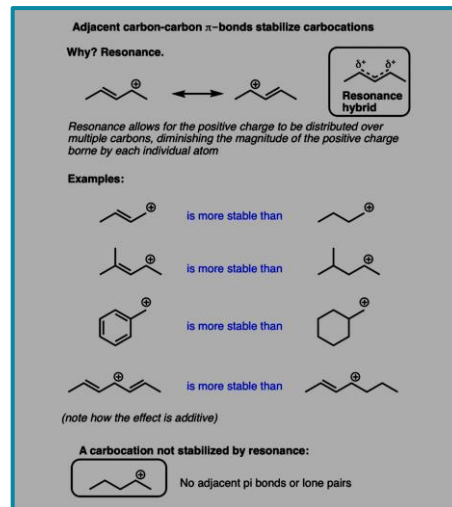 Adjacent carbon-carbon π-bonds stabilize carbocations
Why? Resonance.
⊕
⊕
δ+ δ+
Resonance
hybrid
Resonance allows for the positive charge to be distributed over
multiple carbons, diminishing the magnitude of the positive charge
borne by each individual atom
Examples:
⊕ is more stable than ⊕
⊕ is more stable than ⊕
⊕ is more stable than ⊕
⊕ is more stable than ⊕
(note how the effect is additive)
A carbocation not stabilized by resonance:
⊕ No adjacent pi bonds or lone pairs